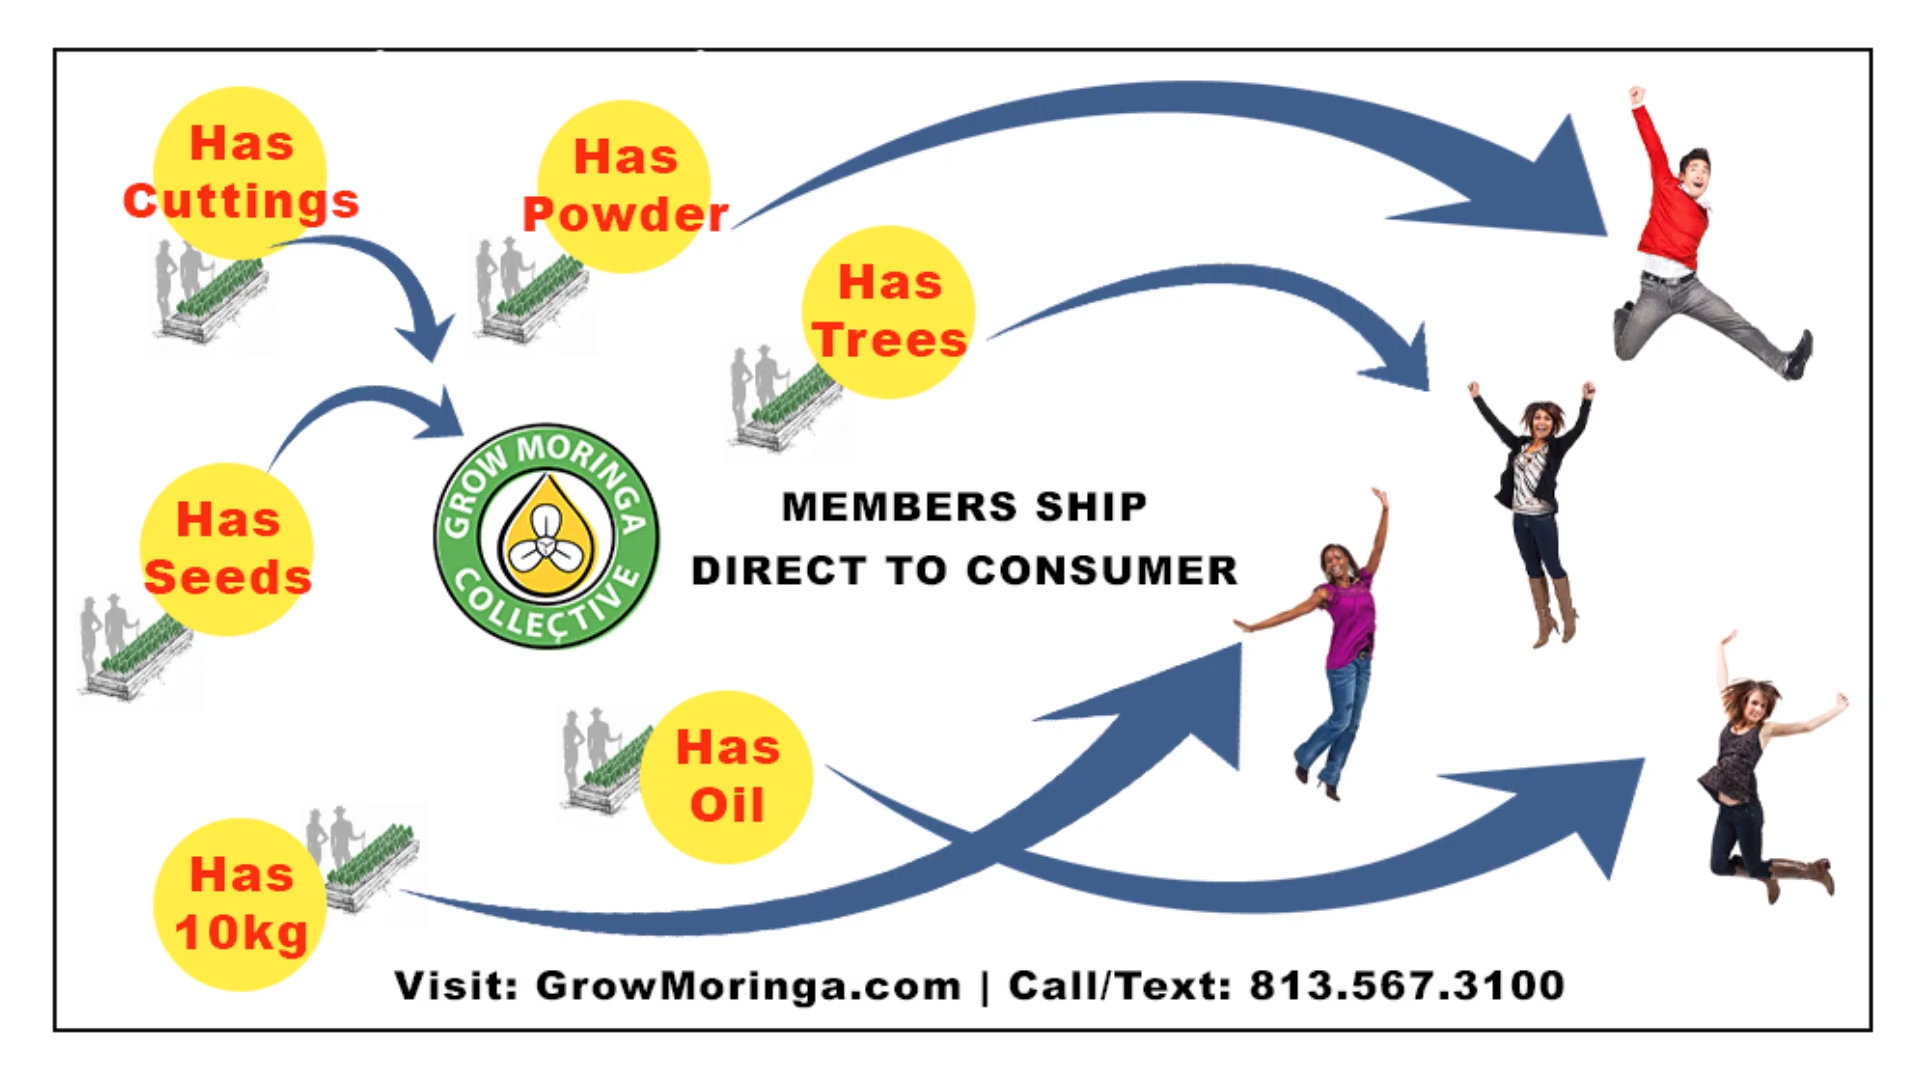 Has
Cuttings
Has
Powder
Has
Trees
Has
Seeds
GROW MORINGA
COLLECTIVE
MEMBERS SHIP
DIRECT TO CONSUMER
Has
Oil
Has
10kg
Visit: GrowMoringa.com | Call/Text: 813.567.3100